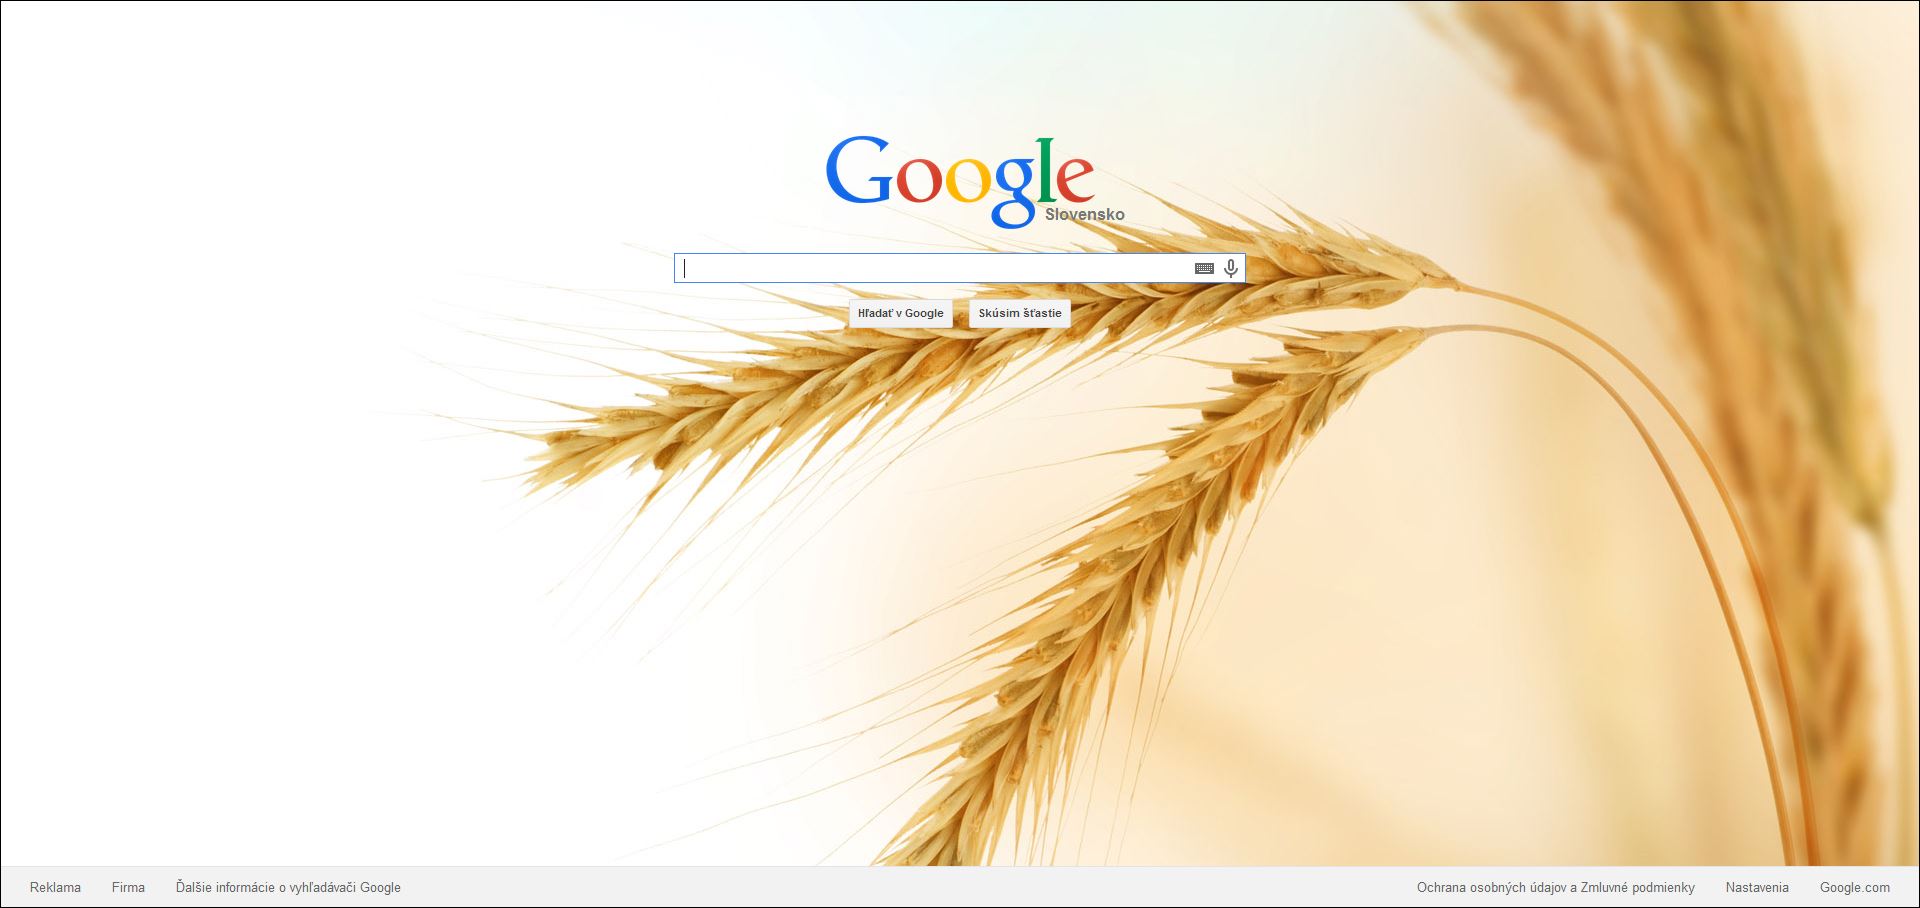 Google
Slovensko
Hľadať v Google
Skúsim šťastie
Reklama
Firma
Ďalšie informácie o vyhľadávači Google
Ochrana osobných údajov a Zmluvné podmienky
Nastavenia
Google.com